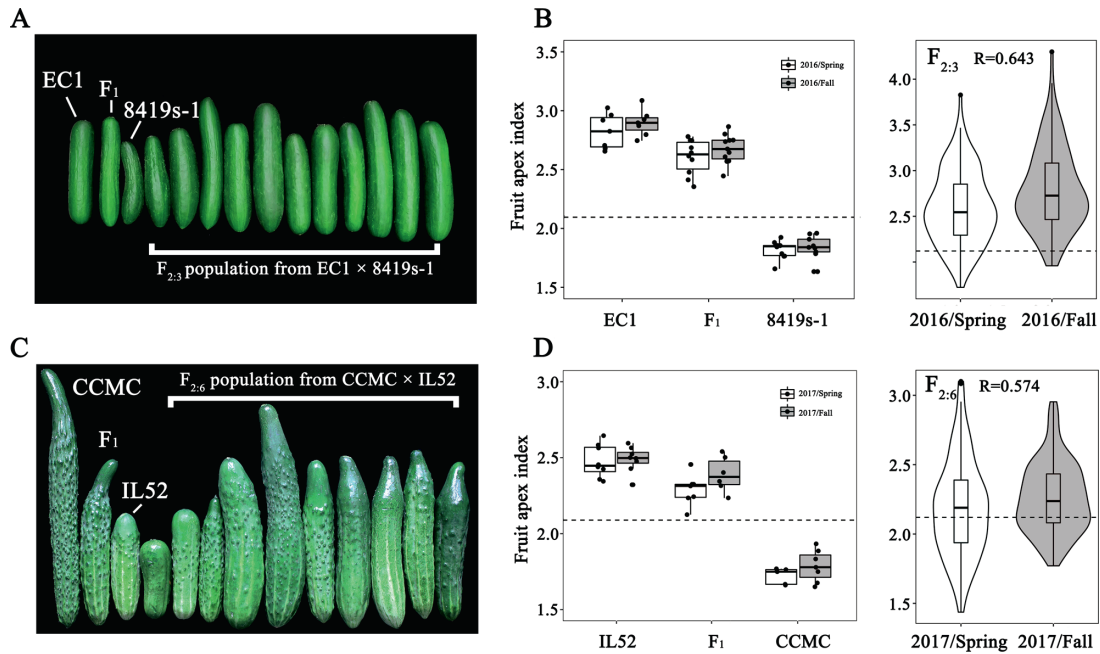 A
EC1
F1
8419s-1
F2:3 population from EC1 × 8419s-1
B
Fruit apex index
3.5
3.0
2.5
2.0
1.5
2016/Spring
2016/Fall
EC1
F1
8419s-1
F2:3
R=0.643
4.0
3.5
3.0
2.5
2016/Spring
2016/Fall
C
CCMC
F2:6 population from CCMC × IL52
F1
IL52
D
Fruit apex index
3.0
2.5
2.0
1.5
2017/Spring
2017/Fall
IL52
F1
CCMC
F2:6
R=0.574
3.0
2.5
2.0
1.5
2017/Spring
2017/Fall